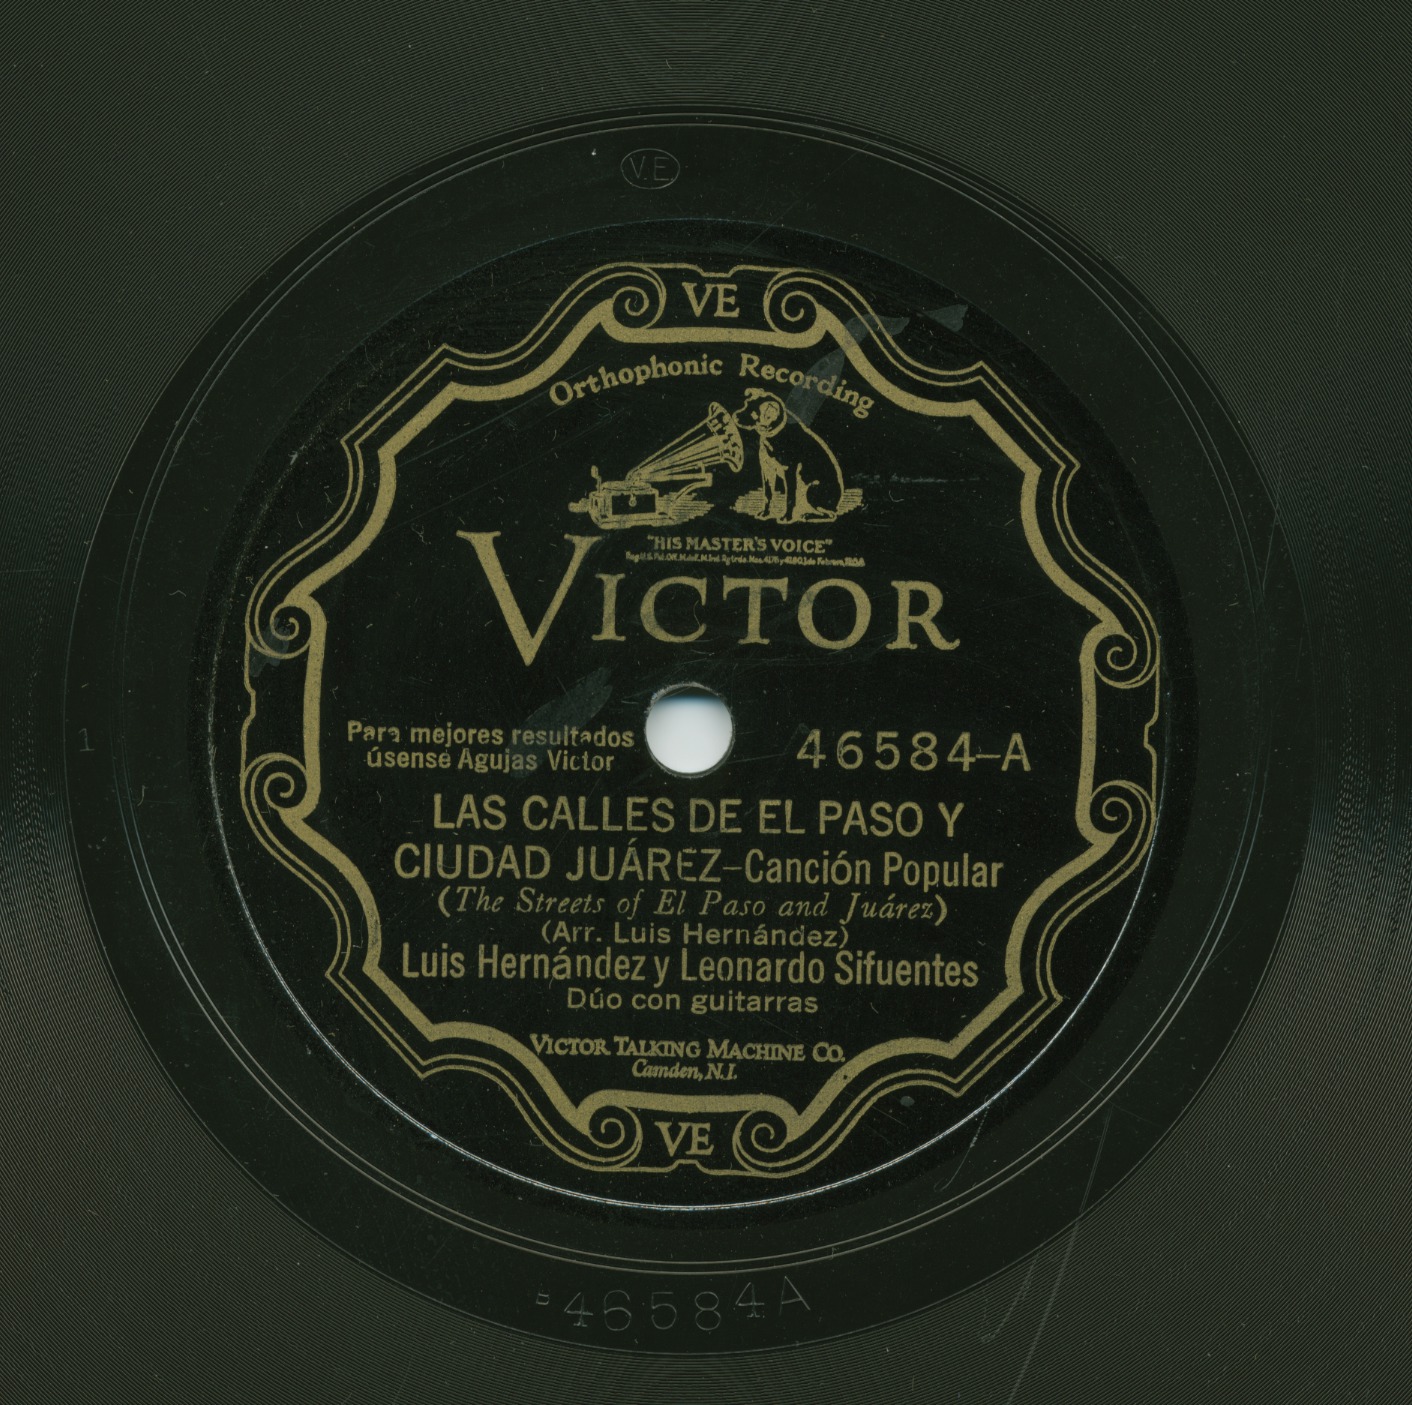 V.E.
VE
Orthophonic Recording
"HIS MASTER'S VOICE"
VICTOR
Para mejores resultados
úsense Agujas Victor
46584-A
LAS CALLES DE EL PASO Y
CIUDAD JUÁREZ-Canción Popular
(The Streets of El Paso and Juárez)
(Arr. Luis Hernández)
Luis Hernández y Leonardo Sifuentes
Dúo con guitarras
VICTOR TALKING MACHINE CO.
Camden, N.J.
VE
1
46584A